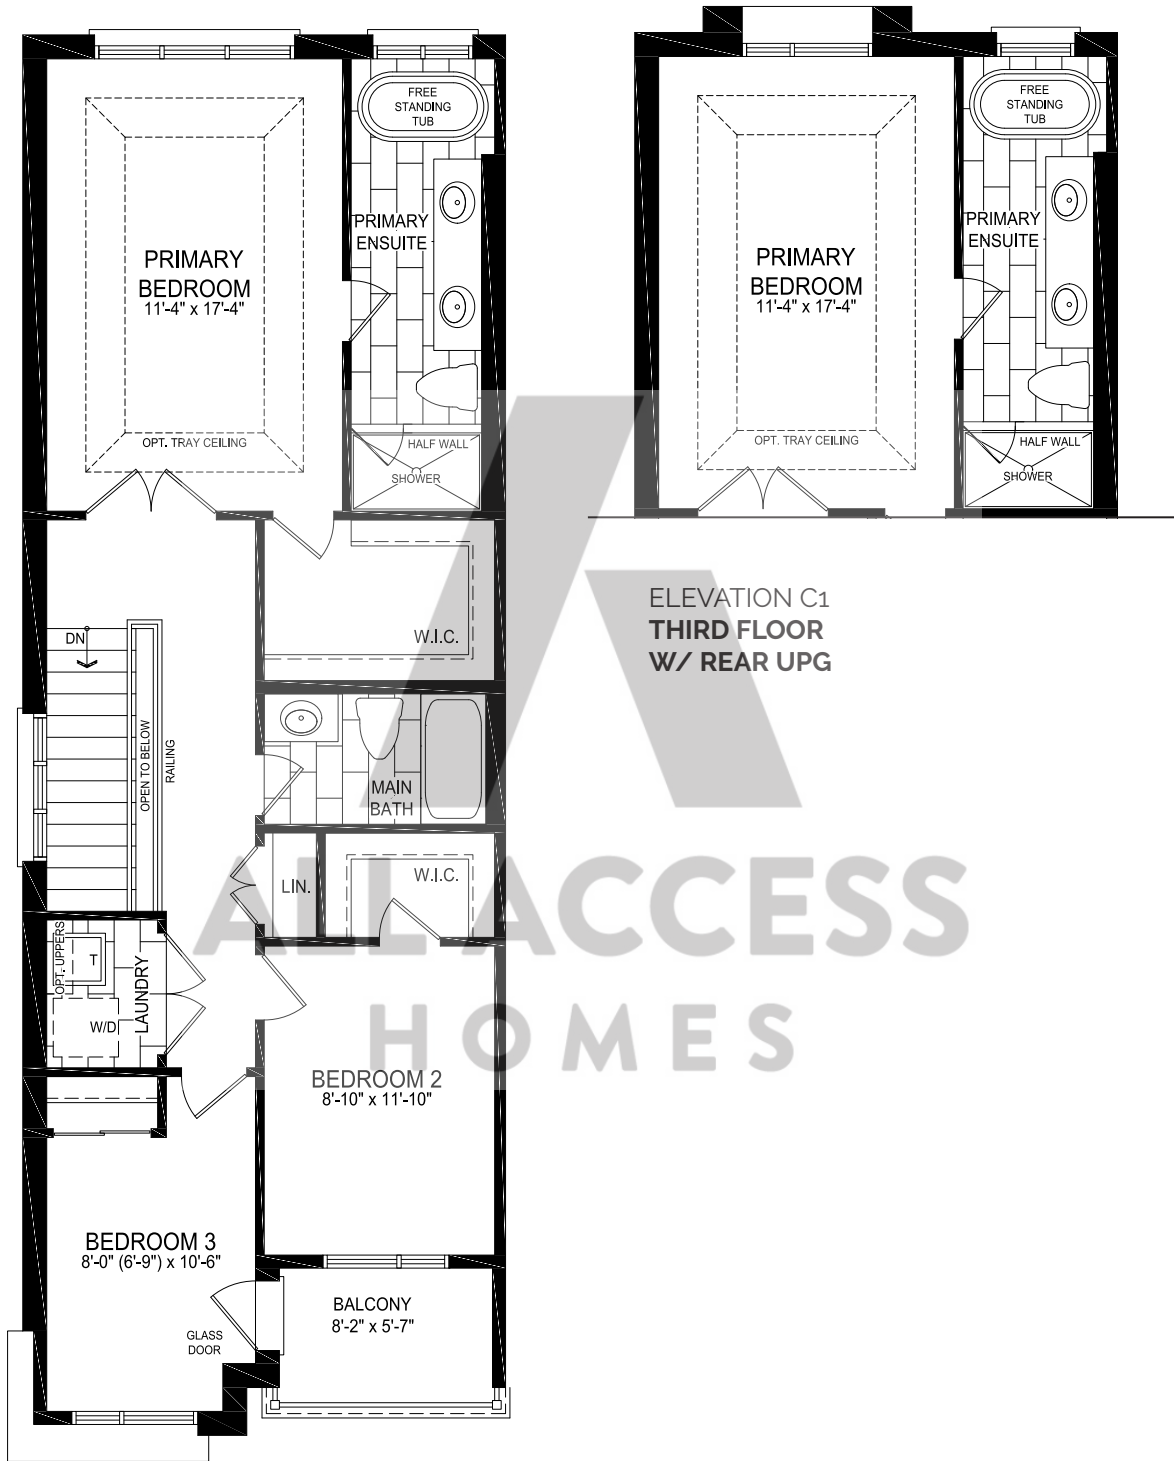 FREE
STANDING
TUB
PRIMARY
ENSUITE
PRIMARY
BEDROOM
11'-4" x 17'-4"
OPT. TRAY CEILING
HALF WALL
SHOWER
W.I.C.
DN
OPEN TO BELOW
RAILING
MAIN
BATH
LIN.
W.I.C.
OPT. UPPERS
T
W/D
LAUNDRY
BEDROOM 2
8'-10" x 11'-10"
BEDROOM 3
8'-0" (6'-9") x 10'-6"
GLASS
DOOR
BALCONY
8'-2" x 5'-7"
FREE
STANDING
TUB
PRIMARY
ENSUITE
PRIMARY
BEDROOM
11'-4" x 17'-4"
OPT. TRAY CEILING
HALF WALL
SHOWER
ELEVATION C1
THIRD FLOOR
W/ REAR UPG
ALL ACCESS
HOMES